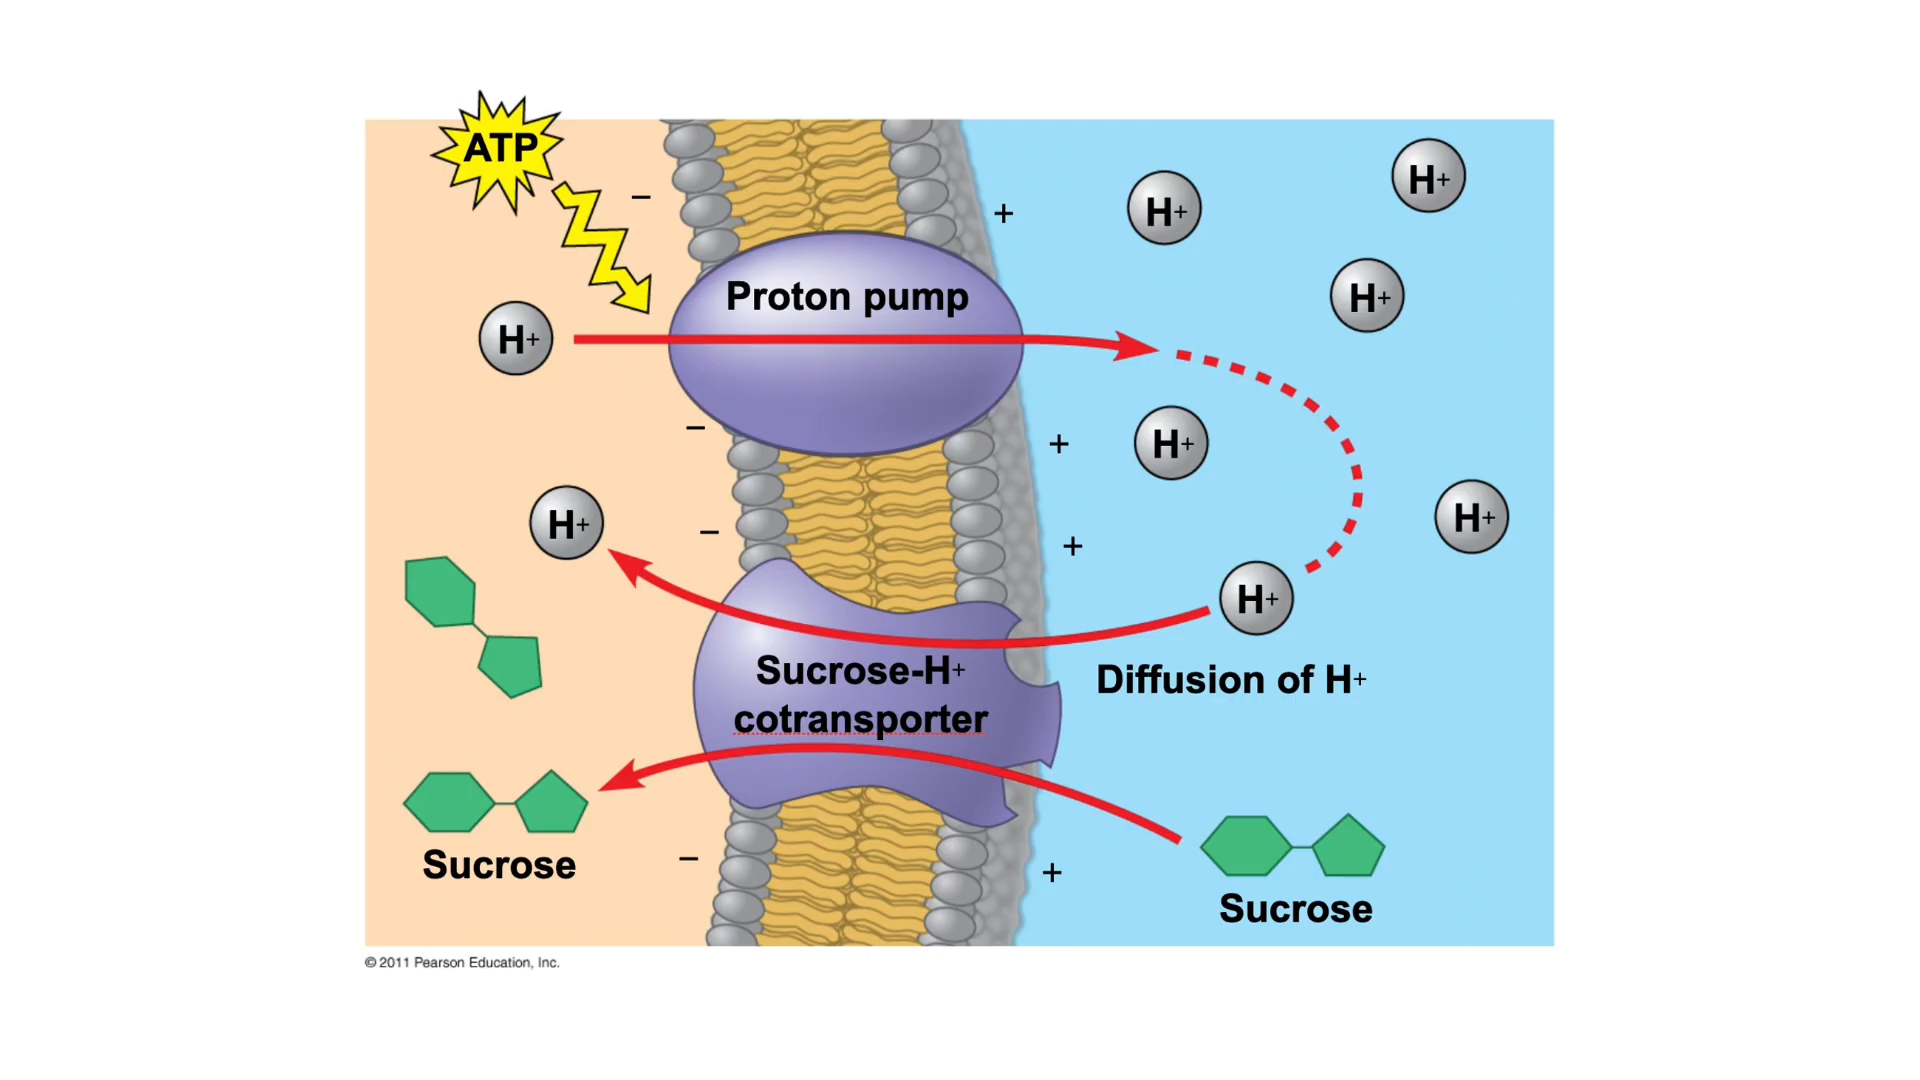 ATP
−
+
H+
H+
H+
Proton pump
H+
−
+
H+
H+
−
+
H+
H+
Sucrose-H+
cotransporter
Diffusion of H+
Sucrose
−
+
Sucrose
© 2011 Pearson Education, Inc.